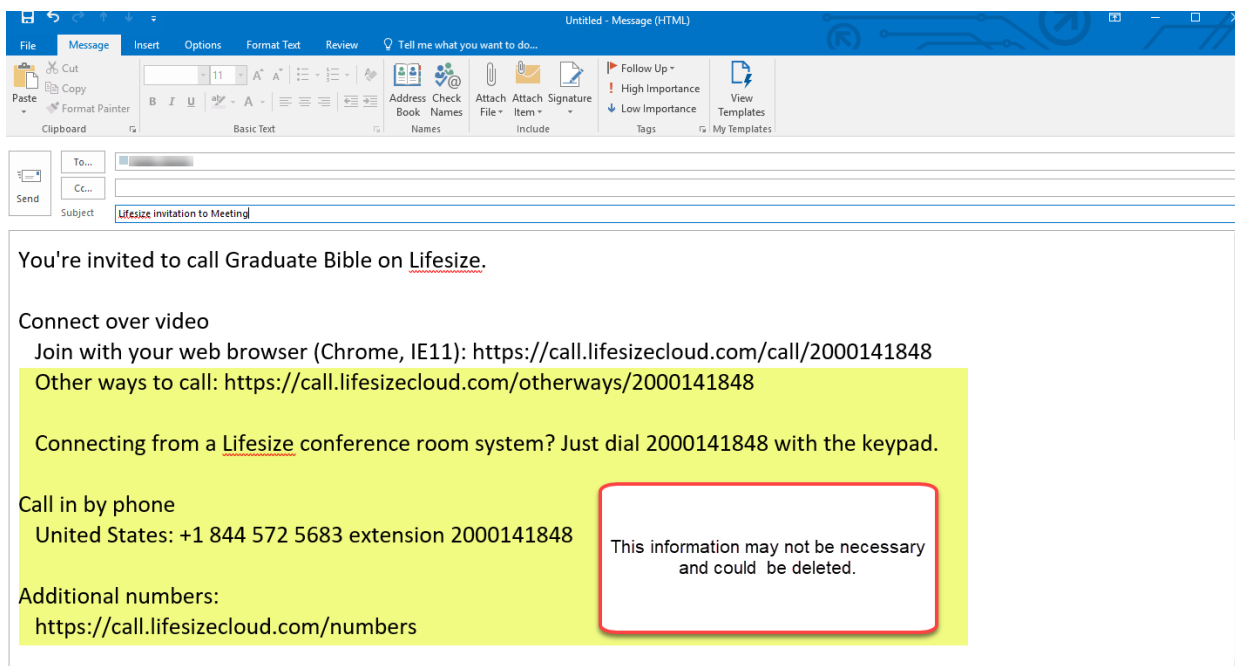 Untitled - Message (HTML)
File Message Insert Options Format Text Review Tell me what you want to do...
Paste
Cut
Copy
Format Painter
Clipboard
11
B I U
Basic Text
Address Book
Check Names
Names
Attach File
Attach Item
Signature
Include
Follow Up
High Importance
Low Importance
Tags
View Templates
My Templates
Send
To...
Cc...
Subject Lifesize invitation to Meeting
You're invited to call Graduate Bible on Lifesize.
Connect over video
Join with your web browser (Chrome, IE11): https://call.lifesizecloud.com/call/2000141848
Other ways to call: https://call.lifesizecloud.com/otherways/2000141848
Connecting from a Lifesize conference room system? Just dial 2000141848 with the keypad.
Call in by phone
United States: +1 844 572 5683 extension 2000141848
This information may not be necessary
and could be deleted.
Additional numbers:
https://call.lifesizecloud.com/numbers